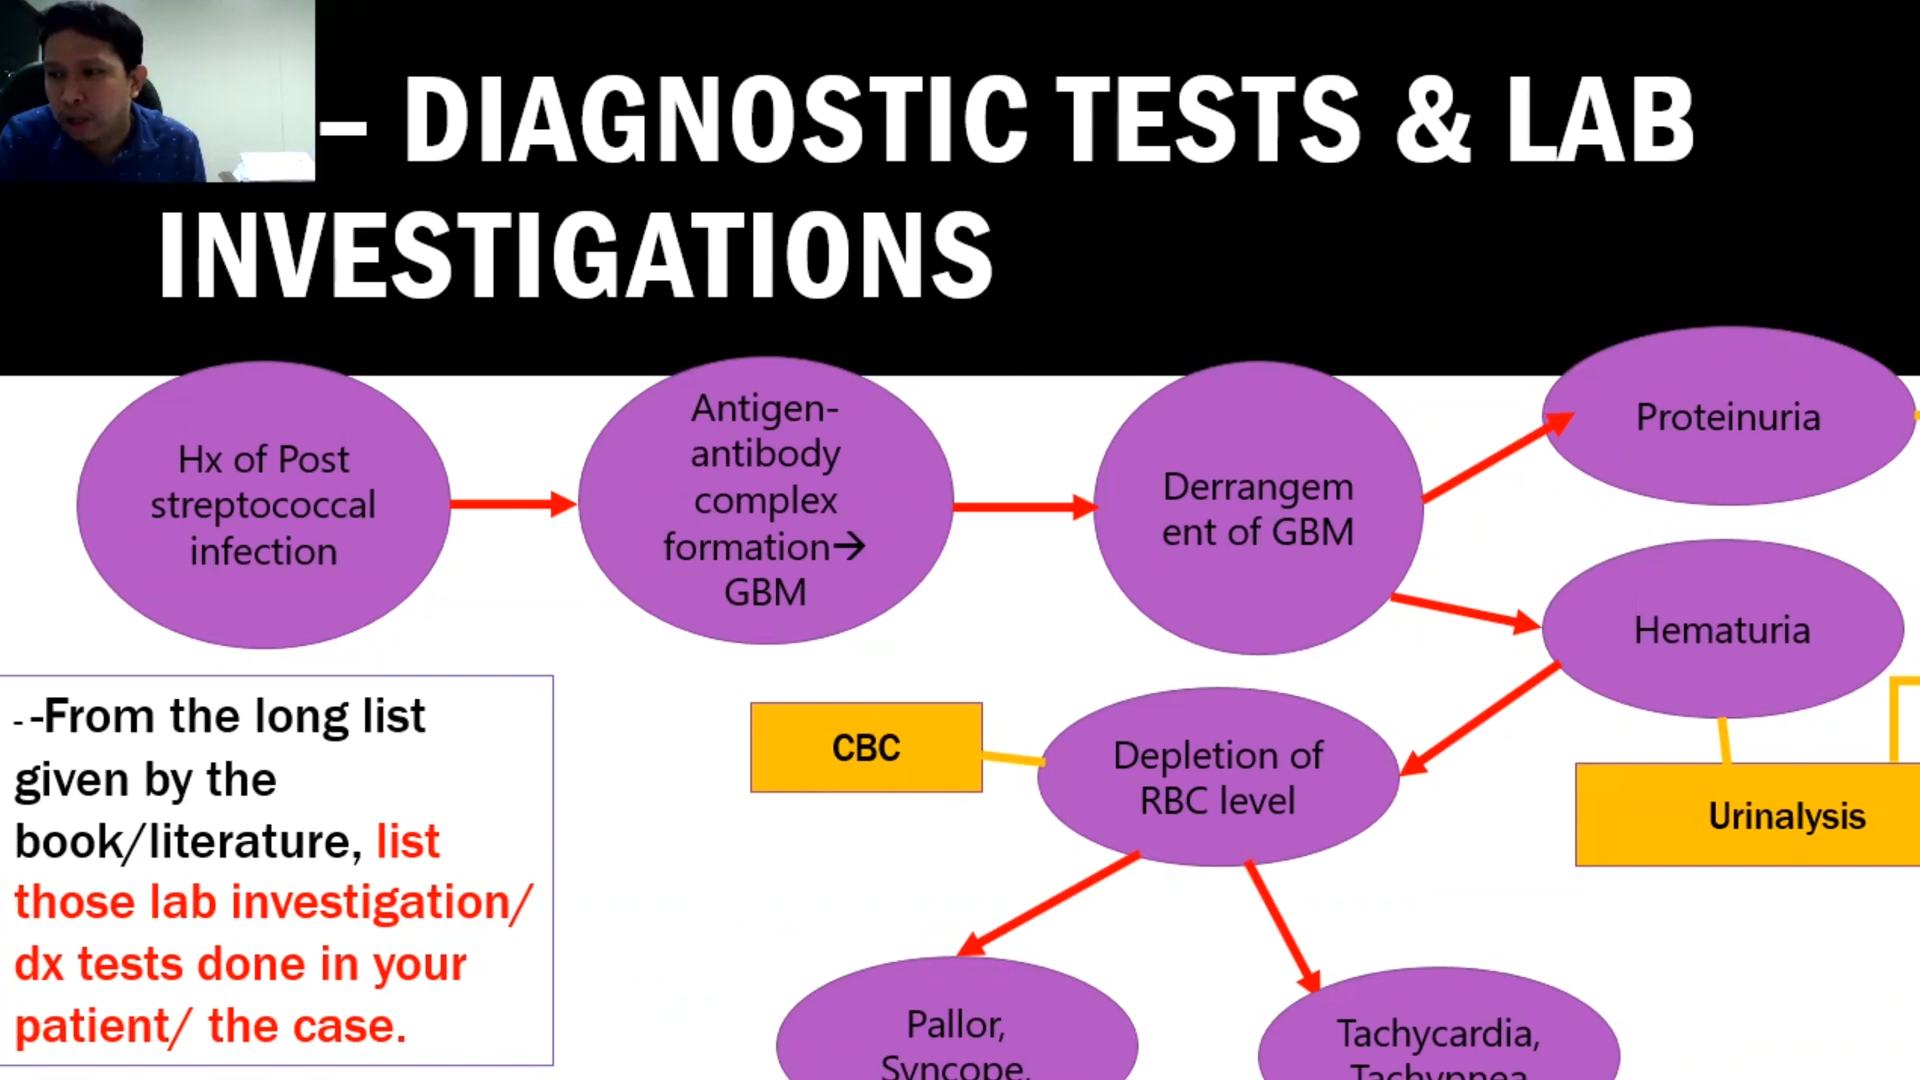 – DIAGNOSTIC TESTS & LAB
INVESTIGATIONS
Hx of Post
streptococcal
infection
Antigen-
antibody
complex
formation→
GBM
Derrangem
ent of GBM
Proteinuria
Hematuria
- -From the long list
given by the
book/literature, list
those lab investigation/
dx tests done in your
patient/ the case.
CBC
Depletion of
RBC level
Urinalysis
Pallor,
Syncope,
Tachycardia,
Tachypnea